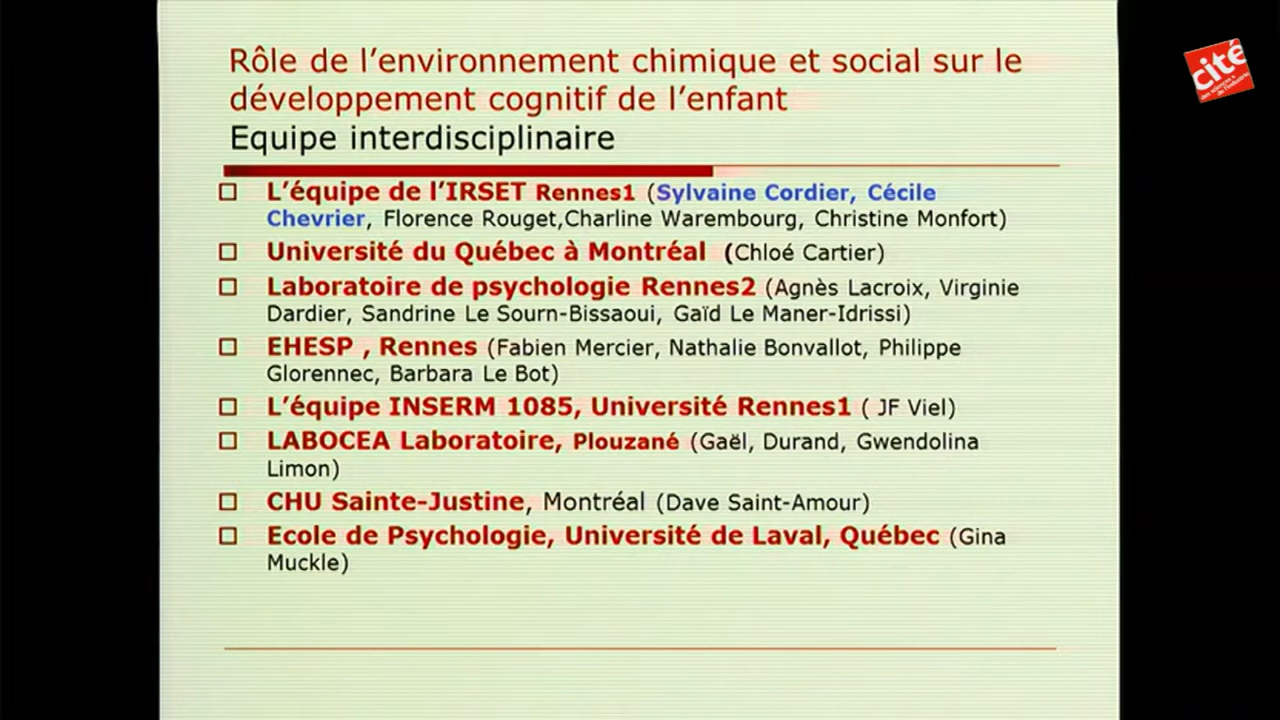 Rôle de l'environnement chimique et social sur le
développement cognitif de l'enfant
Equipe interdisciplinaire
L'équipe de l'IRSET Rennes1 (Sylvaine Cordier, Cécile
Chevrier, Florence Rouget,Charline Warembourg, Christine Monfort)
Université du Québec à Montréal (Chloé Cartier)
Laboratoire de psychologie Rennes2 (Agnès Lacroix, Virginie
Dardier, Sandrine Le Sourn-Bissaoui, Gaïd Le Maner-Idrissi)
EHESP , Rennes (Fabien Mercier, Nathalie Bonvallot, Philippe
Glorennec, Barbara Le Bot)
L'équipe INSERM 1085, Université Rennes1 ( JF Viel)
LABOCEA Laboratoire, Plouzané (Gaël, Durand, Gwendolina
Limon)
CHU Sainte-Justine, Montréal (Dave Saint-Amour)
Ecole de Psychologie, Université de Laval, Québec (Gina
Muckle)
cité
des sciences &
de l'industrie